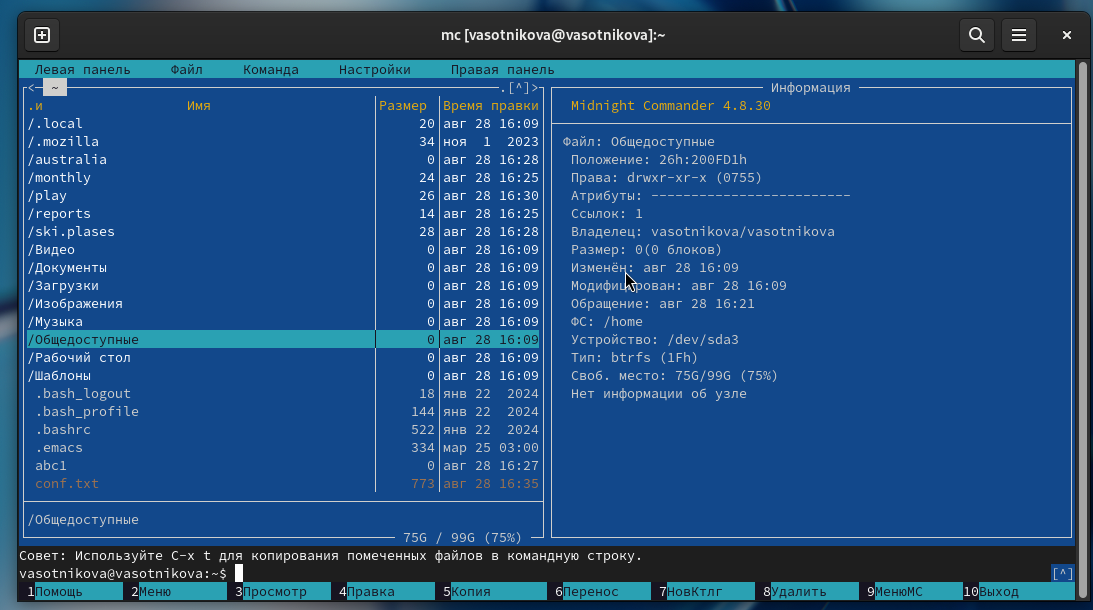 mc [vasotnikova@vasotnikova]:~
Левая панель Файл Команда Настройки Правая панель
<─ ~ .[^]>
.и Имя Размер Время правки
/.local 20 авг 28 16:09
/.mozilla 34 ноя 1 2023
/australia 0 авг 28 16:28
/monthly 24 авг 28 16:25
/play 26 авг 28 16:30
/reports 14 авг 28 16:25
/ski.plases 28 авг 28 16:28
/Видео 0 авг 28 16:09
/Документы 0 авг 28 16:09
/Загрузки 0 авг 28 16:09
/Изображения 0 авг 28 16:09
/Музыка 0 авг 28 16:09
/Общедоступные 0 авг 28 16:09
/Рабочий стол 0 авг 28 16:09
/Шаблоны 0 авг 28 16:09
.bash_logout 18 янв 22 2024
.bash_profile 144 янв 22 2024
.bashrc 522 янв 22 2024
.emacs 334 мар 25 03:00
abc1 0 авг 28 16:27
conf.txt 773 авг 28 16:35
/Общедоступные
75G / 99G (75%)
Информация
Midnight Commander 4.8.30
Файл: Общедоступные
Положение: 26h:200FD1h
Права: drwxr-xr-x (0755)
Атрибуты: -------------------------
Ссылок: 1
Владелец: vasotnikova/vasotnikova
Размер: 0(0 блоков)
Изменён: авг 28 16:09
Модифицирован: авг 28 16:09
Обращение: авг 28 16:21
ФС: /home
Устройство: /dev/sda3
Тип: btrfs (1Fh)
Своб. место: 75G/99G (75%)
Нет информации об узле
Совет: Используйте C-x t для копирования помеченных файлов в командную строку.
vasotnikova@vasotnikova:~$ [^]
1Помощь 2Меню 3Просмотр 4Правка 5Копия 6Перенос 7НовКтлг 8Удалить 9МенюMC 10Выход